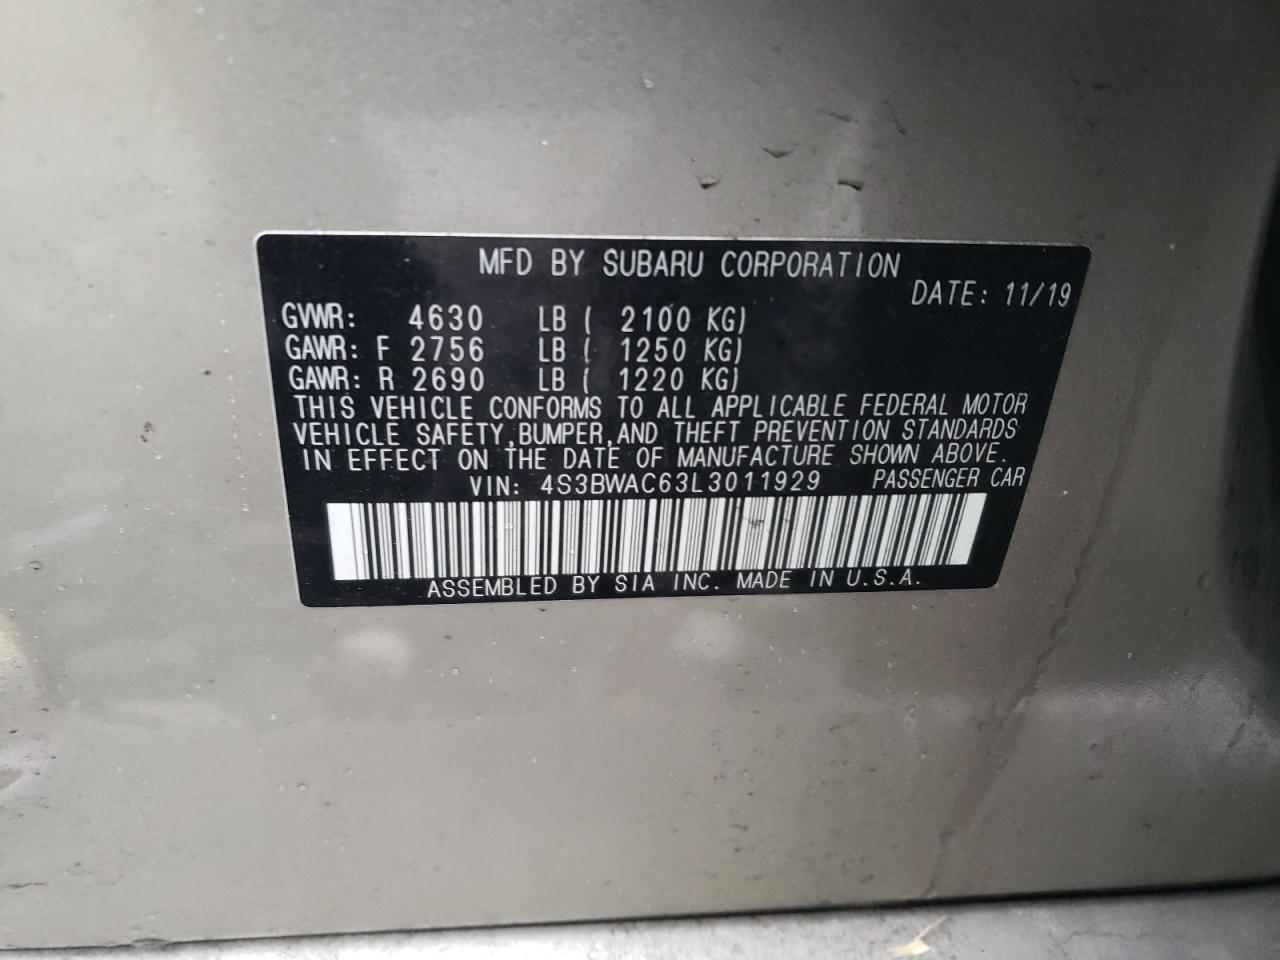 MFD BY SUBARU CORPORATION
DATE: 11/19
GVWR: 4630 LB ( 2100 KG)
GAWR: F 2756 LB ( 1250 KG)
GAWR: R 2690 LB ( 1220 KG)
THIS VEHICLE CONFORMS TO ALL APPLICABLE FEDERAL MOTOR
VEHICLE SAFETY,BUMPER,AND THEFT PREVENTION STANDARDS
IN EFFECT ON THE DATE OF MANUFACTURE SHOWN ABOVE.
VIN: 4S3BWAC63L3011929 PASSENGER CAR
ASSEMBLED BY SIA INC. MADE IN U.S.A.